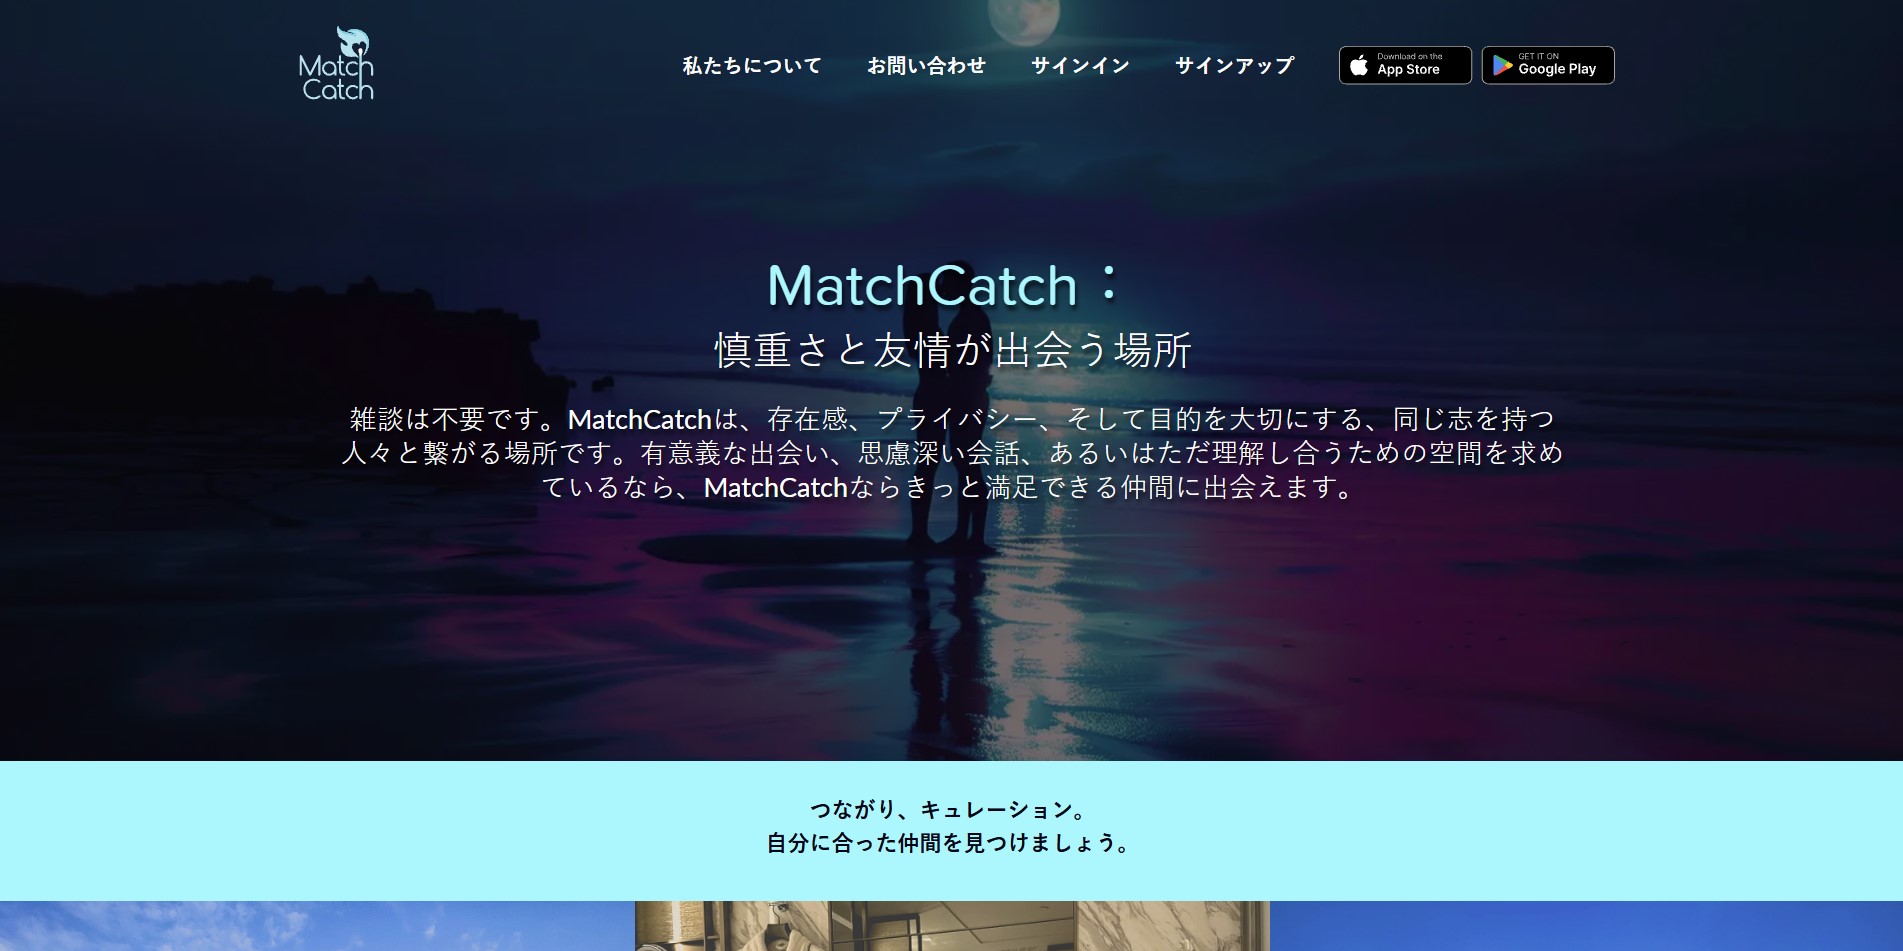 Match
Catch
私たちについて
お問い合わせ
サインイン
サインアップ
Download on the
App Store
GET IT ON
Google Play
MatchCatch：
慎重さと友情が出会う場所
雑談は不要です。MatchCatchは、存在感、プライバシー、そして目的を大切にする、同じ志を持つ
人々と繋がる場所です。有意義な出会い、思慮深い会話、あるいはただ理解し合うための空間を求め
ているなら、MatchCatchならきっと満足できる仲間に出会えます。
つながり、キュレーション。
自分に合った仲間を見つけましょう。